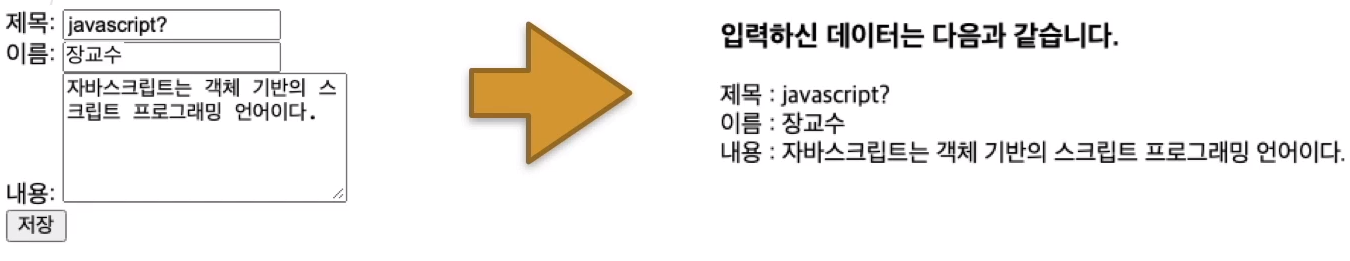 제목: javascript?
이름: 장교수
자바스크립트는 객체 기반의 스
크립트 프로그래밍 언어이다.
내용:
저장
입력하신 데이터는 다음과 같습니다.
제목 : javascript?
이름 : 장교수
내용 : 자바스크립트는 객체 기반의 스크립트 프로그래밍 언어이다.